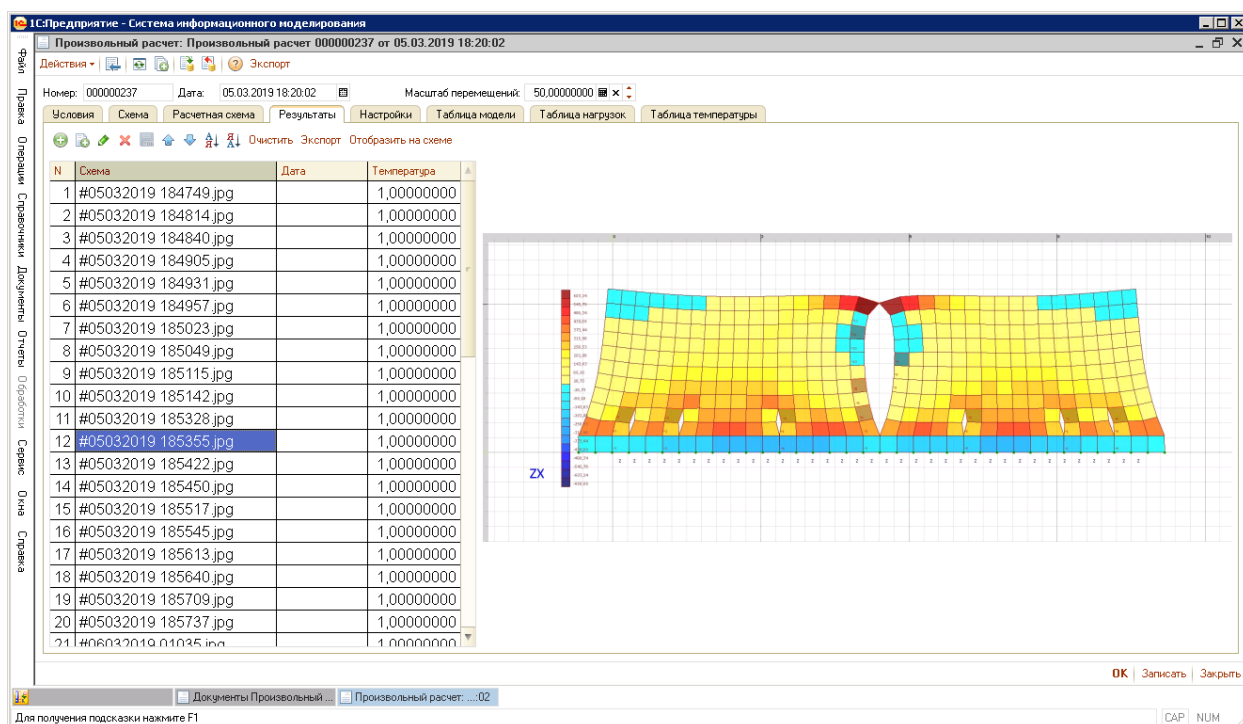 1С:Предприятие - Система информационного моделирования
Произвольный расчет: Произвольный расчет 000000237 от 05.03.2019 18:20:02
Файл
Правка
Операции
Справочники
Документы
Отчеты
Обработки
Сервис
Окна
Справка
Действия
Экспорт
Номер: 000000237 Дата: 05.03.2019 18:20:02 Масштаб перемещений: 50,00000000
Условия Схема Расчетная схема Результаты Настройки Таблица модели Таблица нагрузок Таблица температуры
Очистить Экспорт Отобразить на схеме
N Схема Дата Температура
1 #05032019 184749.jpg 1,00000000
2 #05032019 184814.jpg 1,00000000
3 #05032019 184840.jpg 1,00000000
4 #05032019 184905.jpg 1,00000000
5 #05032019 184931.jpg 1,00000000
6 #05032019 184957.jpg 1,00000000
7 #05032019 185023.jpg 1,00000000
8 #05032019 185049.jpg 1,00000000
9 #05032019 185115.jpg 1,00000000
10 #05032019 185142.jpg 1,00000000
11 #05032019 185328.jpg 1,00000000
12 #05032019 185355.jpg 1,00000000
13 #05032019 185422.jpg 1,00000000
14 #05032019 185450.jpg 1,00000000
15 #05032019 185517.jpg 1,00000000
16 #05032019 185545.jpg 1,00000000
17 #05032019 185613.jpg 1,00000000
18 #05032019 185640.jpg 1,00000000
19 #05032019 185709.jpg 1,00000000
20 #05032019 185737.jpg 1,00000000
21 #06032019 01035.jpg 1,00000000
ZX
OK Записать Закрыть
Документы Произвольный ... Произвольный расчет: ...:02
Для получения подсказки нажмите F1
CAP NUM